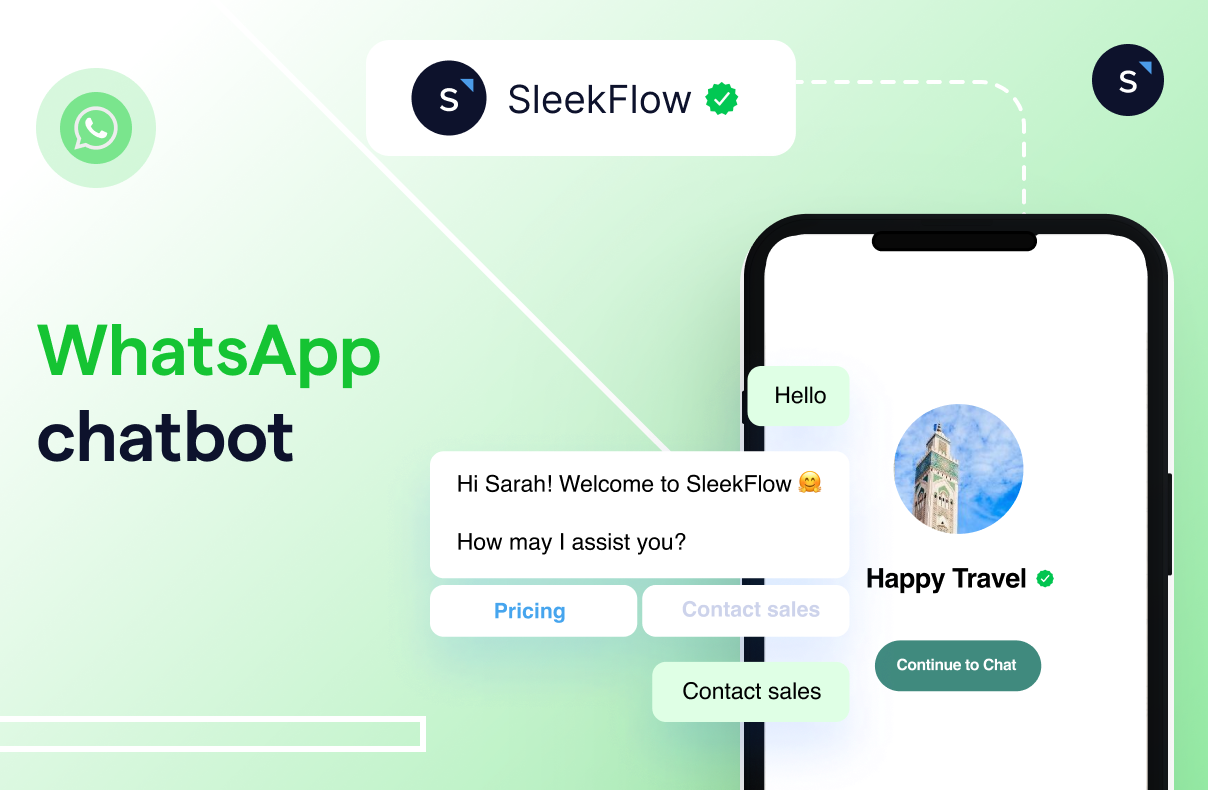 S SleekFlow
S
WhatsApp
chatbot
Hello
Hi Sarah! Welcome to SleekFlow 🤗
How may I assist you?
Pricing
Contact sales
Contact sales
Happy Travel
Continue to Chat